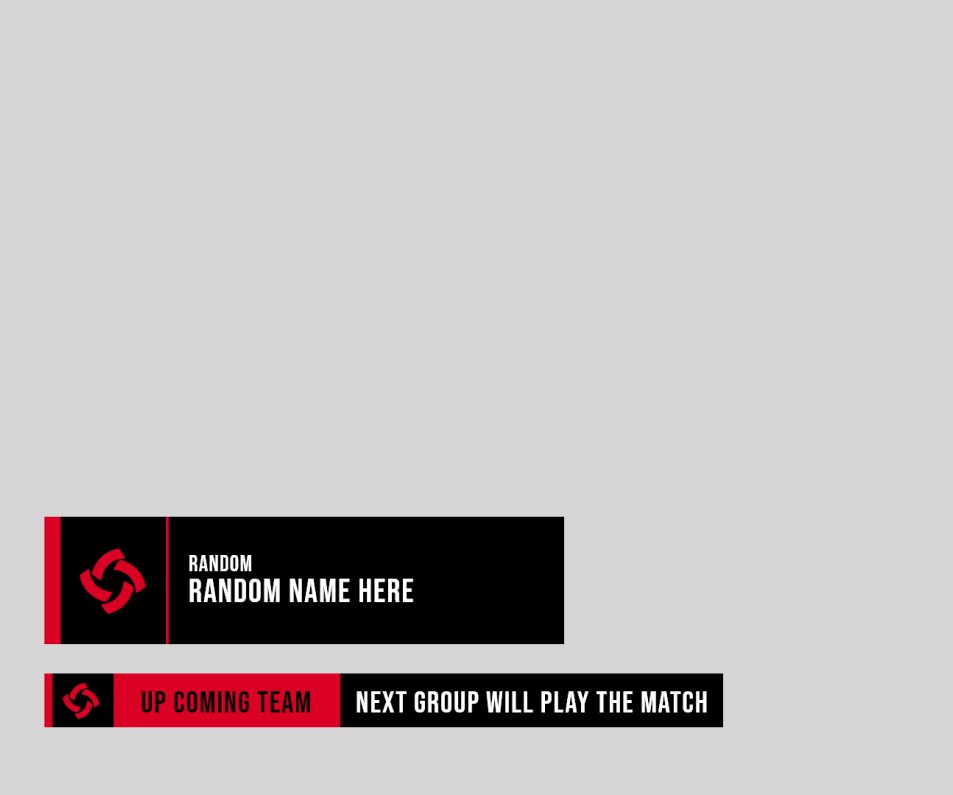 RANDOM
RANDOM NAME HERE
UP COMING TEAM NEXT GROUP WILL PLAY THE MATCH